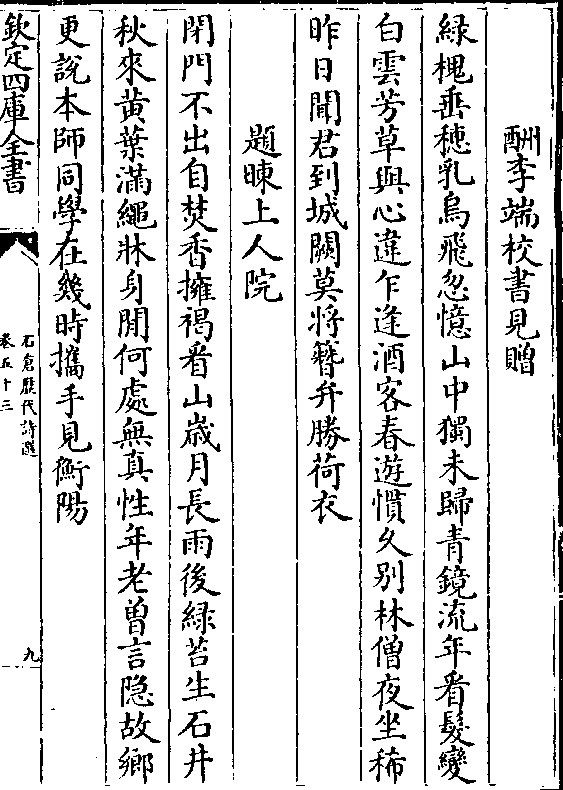 酬李端校書見贈
緑槐垂穗乳烏飛忽憶山中獨未歸青鏡流年看髮變
白雲芳草與心違乍逢酒客春遊慣久别林僧夜坐稀
昨日聞君到城闕莫將簪弁勝荷衣
題暕上人院
閉門不出自焚香擁褐看山歲月長雨後緑苔生石井
秋來黄葉滿繩牀身閒何處無真性年老曾言隐故鄉
更說本師同學在幾時攜手見衡陽
欽定四庫全書
石倉歷代詩選
卷五十三
九